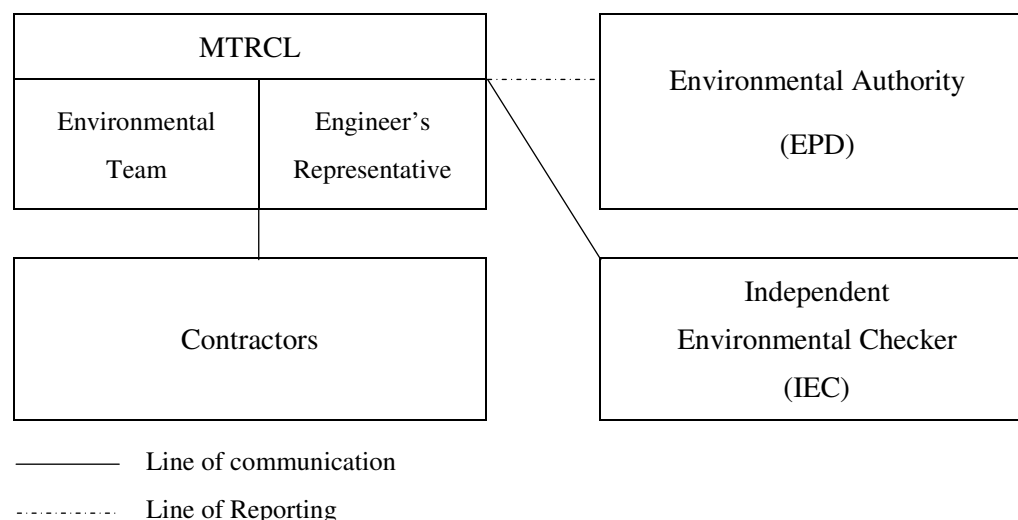 MTRCL
Environmental
Team
Engineer's
Representative
Environmental Authority
(EPD)
Contractors
Independent
Environmental Checker
(IEC)
Line of communication
Line of Reporting